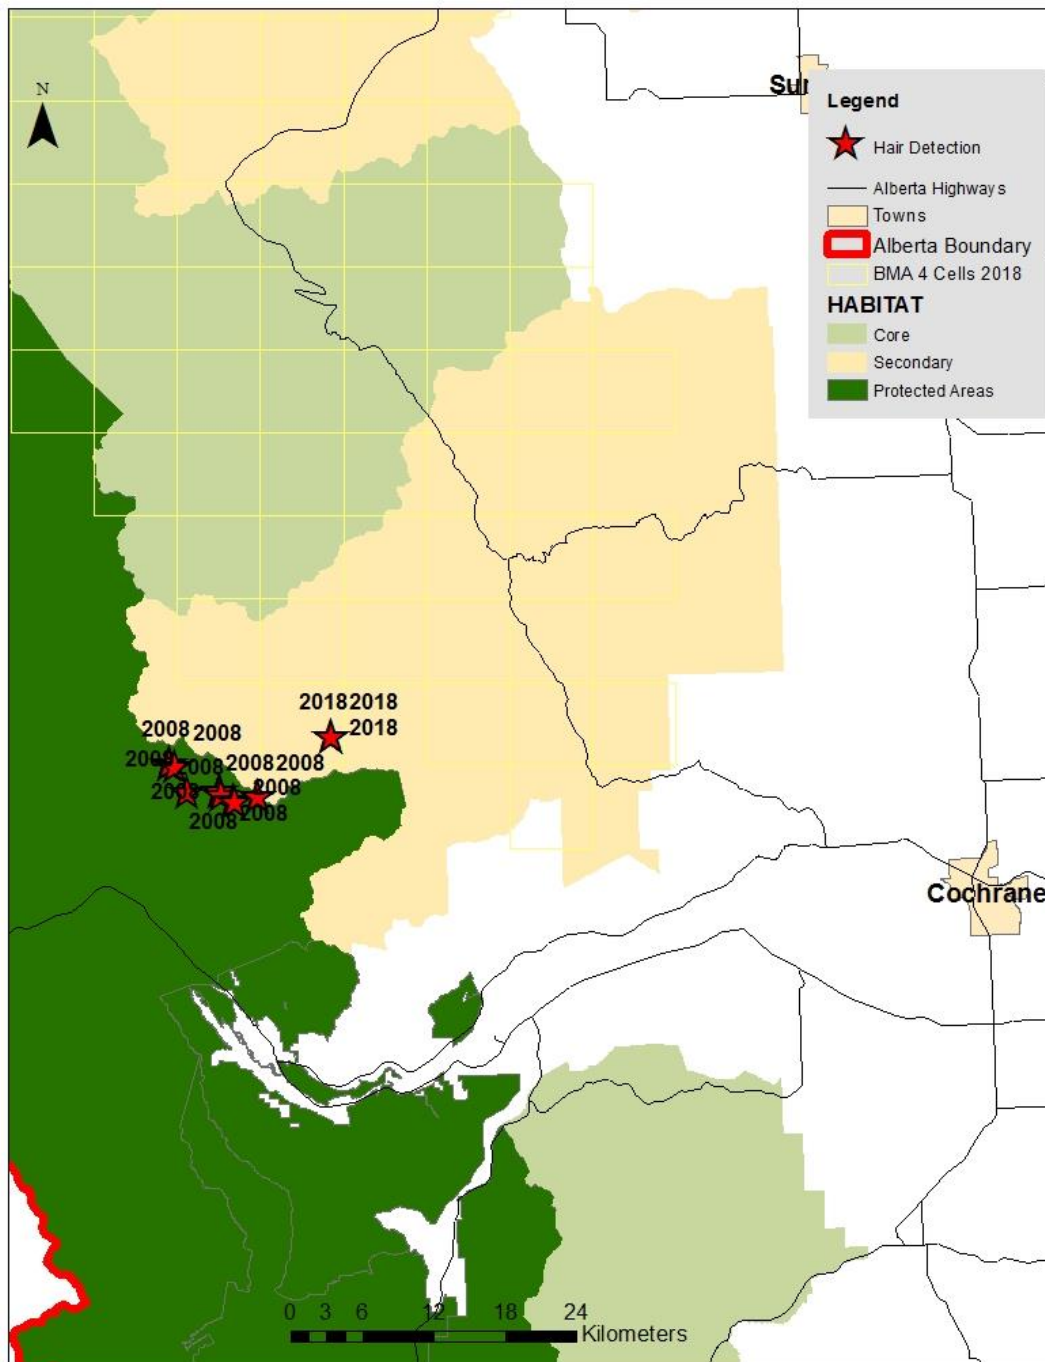 N
Sun
Legend
Hair Detection
Alberta Highways
Towns
Alberta Boundary
BMA 4 Cells 2018
HABITAT
Core
Secondary
Protected Areas
2018 2018
2018
2008 2008
2008 2008 2008 2008
2008 2008
2008 2008
Cochrane
0 3 6 12 18 24
Kilometers